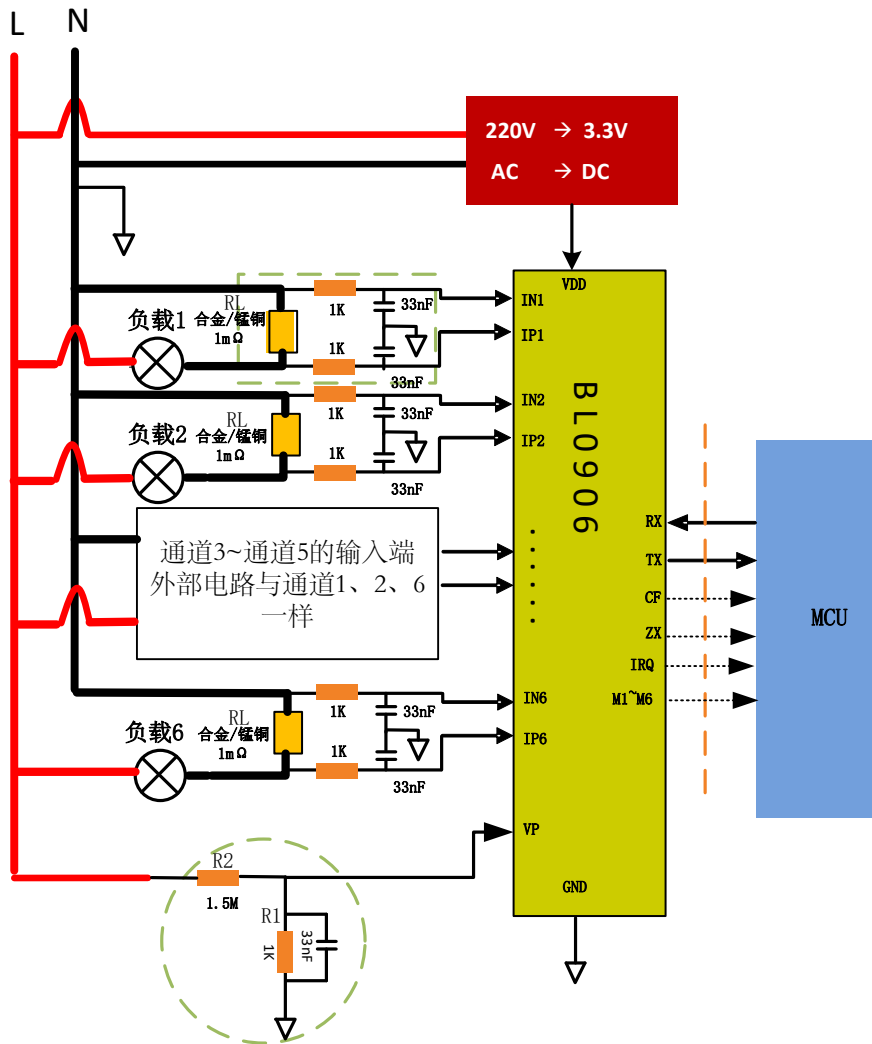 L N
220V → 3.3V
AC → DC
VDD
RL
合金/锰铜
1mΩ
负载1
1K
33nF
1K
33nF
IN1
IP1
RL
合金/锰铜
1mΩ
负载2
1K
33nF
1K
33nF
IN2
IP2
BL0906
通道3~通道5的输入端
外部电路与通道1、2、6
一样
RX
TX
CF
ZX
IRQ
M1~M6
MCU
RL
合金/锰铜
1mΩ
负载6
1K
33nF
1K
33nF
IN6
IP6
VP
GND
R2
1.5M
R1
1K
33nF